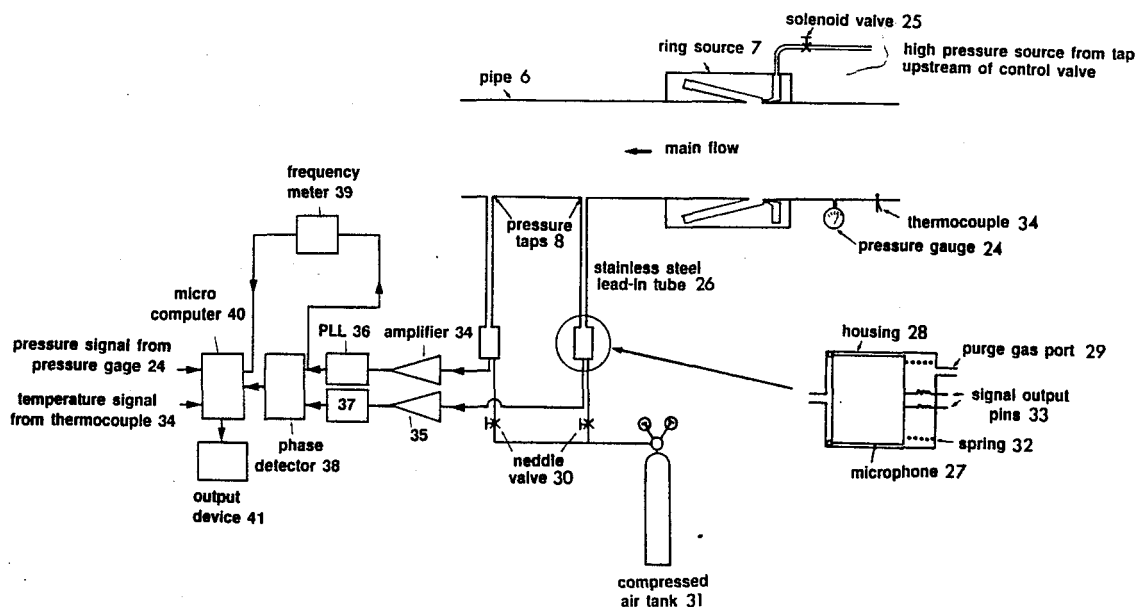 solenoid valve 25
ring source 7
high pressure source from tap
upstream of control valve
pipe 6
main flow
frequency
meter 39
pressure
taps 8
thermocouple 34
pressure gauge 24
stainless steel
lead-in tube 26
micro
computer 40
PLL 36
amplifier 34
housing 28
purge gas port 29
pressure signal from
pressure gage 24
signal output
pins 33
temperature signal
from thermocouple 34
37
35
spring 32
phase
detector 38
neddle
valve 30
microphone 27
output
device 41
compressed
air tank 31